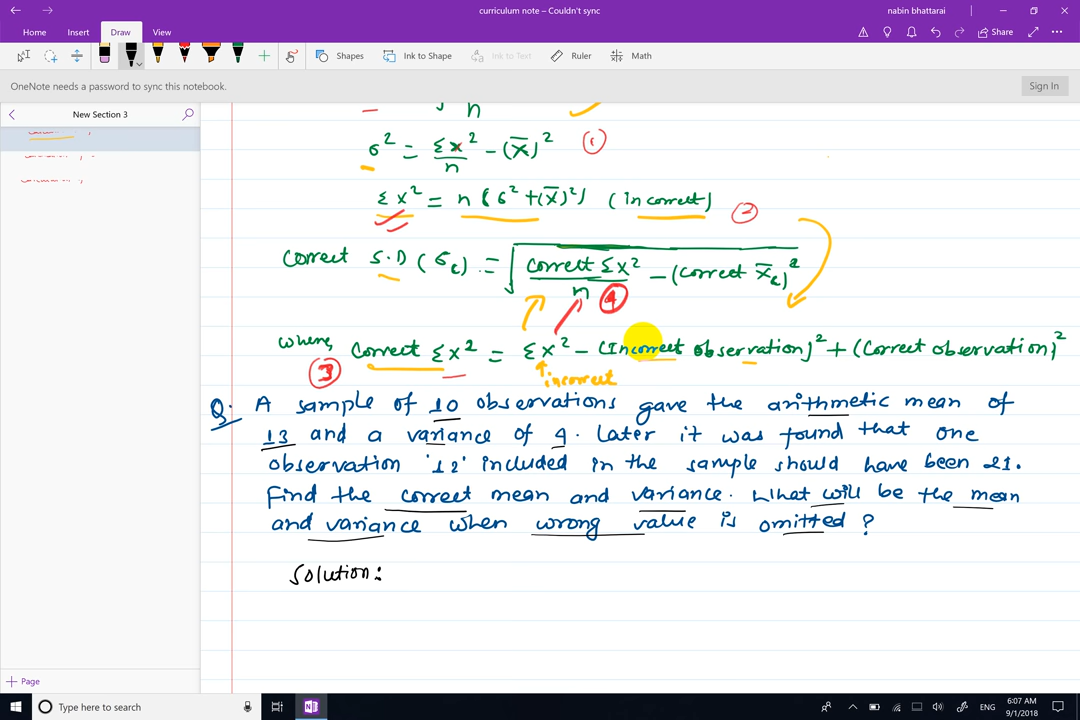 curriculum note – Couldn't sync
nabin bhattarai
Home Insert Draw View
Share
Shapes Ink to Shape Ink to Text Ruler Math
OneNote needs a password to sync this notebook.
Sign In
New Section 3
n
σ² = Σx²/n - (x̅)² ①
Σx² = n(σ² + (x̅)²) (Incorrect) ②
Correct S.D (σc) = √(Correct Σx²/n - (Correct x̅c)²) ④
where,
③ Correct Σx² = Σx² - (Incorrect observation)² + (Correct observation)²
incorrect
Q. A sample of 10 observations gave the arithmetic mean of
13 and a variance of 4. Later it was found that one
observation '12' included in the sample should have been 21.
Find the correct mean and variance. What will be the mean
and variance when wrong value is omitted?
Solution:
+ Page
Type here to search
ENG
6:07 AM
9/1/2018